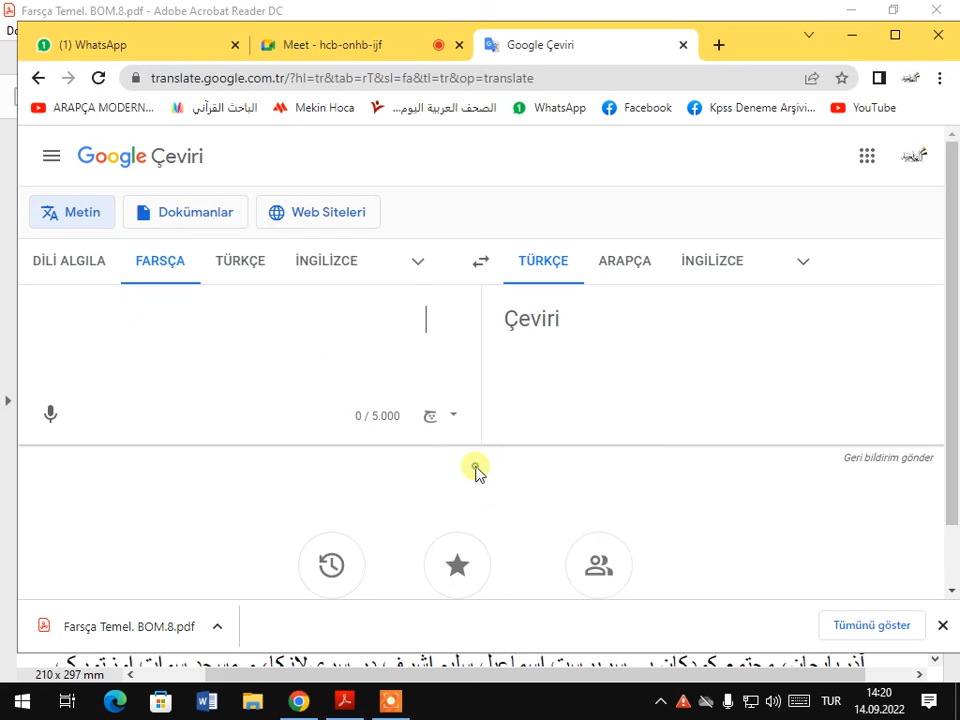 Farsça Temel. BOM.8.pdf - Adobe Acrobat Reader DC
Do
(1) WhatsApp
Meet - hcb-onhb-ijf
Google Çeviri
translate.google.com.tr/?hl=tr&tab=rT&sl=fa&tl=tr&op=translate
ARAPÇA MODERN...
الباحث القرآني
Mekin Hoca
الصحف العربية اليوم...
WhatsApp
Facebook
Kpss Deneme Arşivi...
YouTube
Google Çeviri
Metin
Dokümanlar
Web Siteleri
DİLİ ALGILA FARSÇA TÜRKÇE İNGİLİZCE
TÜRKÇE ARAPÇA İNGİLİZCE
Çeviri
0 / 5.000
Geri bildirim gönder
Farsça Temel. BOM.8.pdf
Tümünü göster
210 x 297 mm
TUR
14:20
14.09.2022